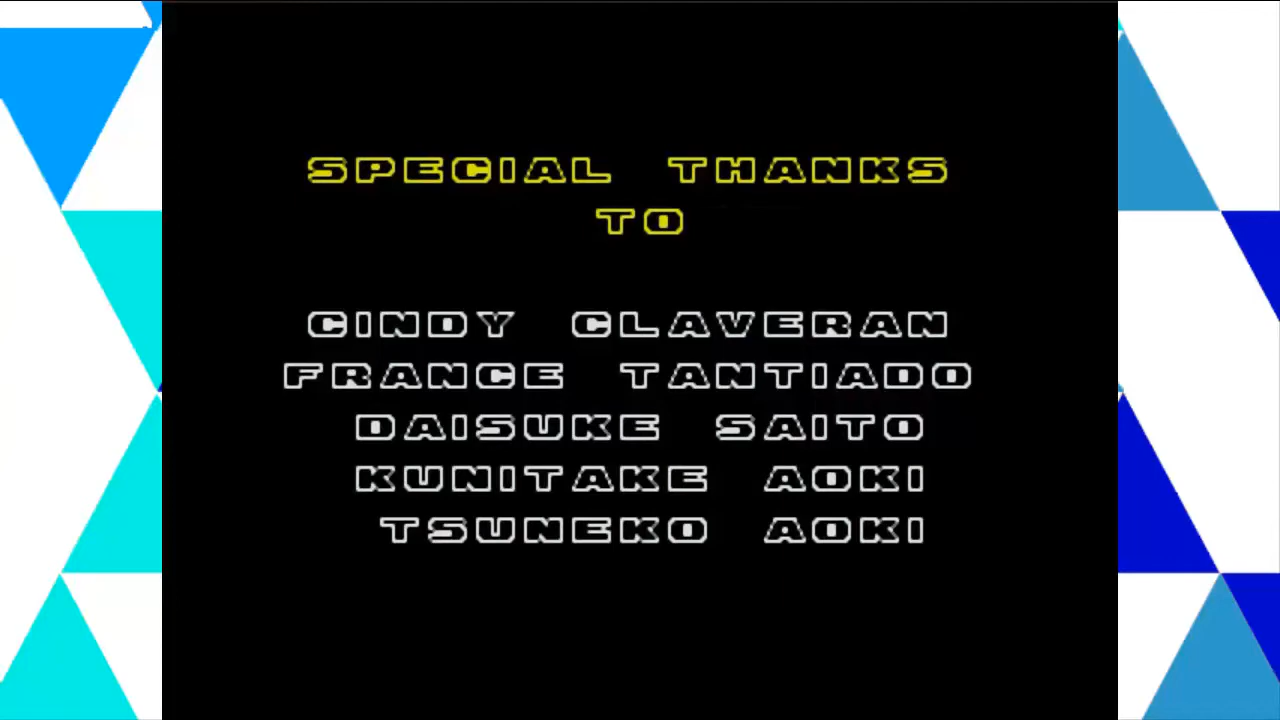 SPECIAL THANKS
TO
CINDY CLAVERAN
FRANCE TANTIADO
DAISUKE SAITO
KUNITAKE AOKI
TSUNEKO AOKI